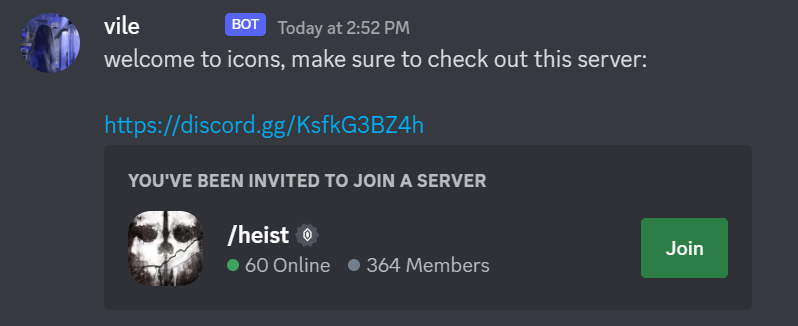 vile BOT Today at 2:52 PM
welcome to icons, make sure to check out this server:
https://discord.gg/KsfkG3BZ4h
YOU'VE BEEN INVITED TO JOIN A SERVER
/heist
60 Online 364 Members
Join